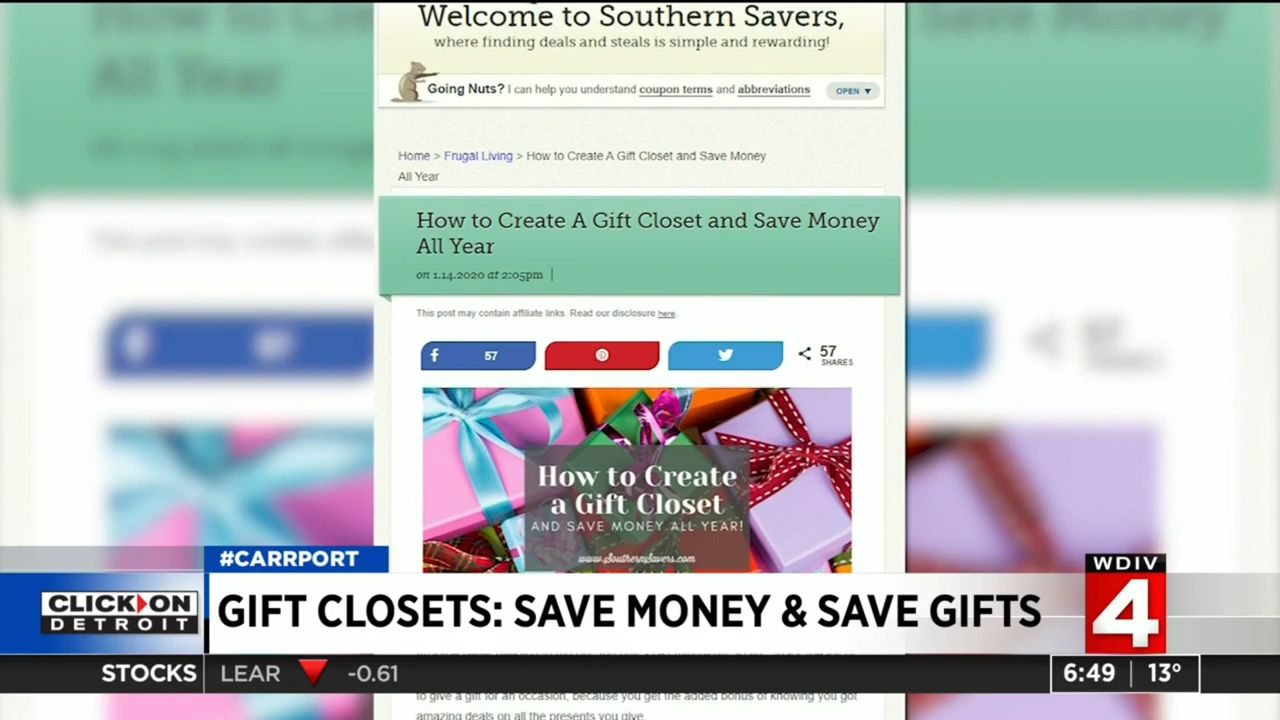 Welcome to Southern Savers,
where finding deals and steals is simple and rewarding!
Going Nuts? I can help you understand coupon terms and abbreviations
OPEN ▼
Home > Frugal Living > How to Create A Gift Closet and Save Money
All Year
How to Create A Gift Closet and Save Money
All Year
on 1.14.2020 at 2:05pm |
This post may contain affiliate links. Read our disclosure here.
57
57
SHARES
How to Create
a Gift Closet
AND SAVE MONEY ALL YEAR!
www.SouthernSavers.com
#CARRPORT
CLICK ON
DETROIT
GIFT CLOSETS: SAVE MONEY & SAVE GIFTS
WDIV
4
STOCKS LEAR ▼ -0.61
6:49 | 13°
to give a gift for an occasion, because you get the added bonus of knowing you got
amazing deals on all the presents you give.